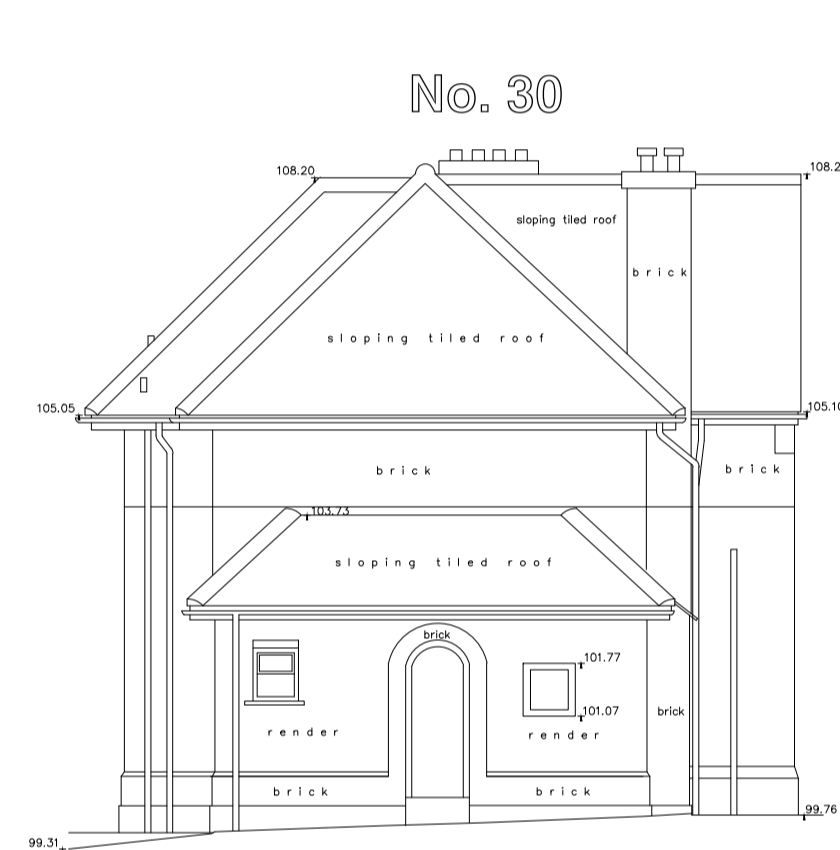 No. 30
108.20
108.2
sloping tiled roof
brick
sloping tiled roof
105.05
105.10
brick
brick
103.73
sloping tiled roof
brick
101.77
101.07
brick
render
render
brick
brick
99.76
99.31